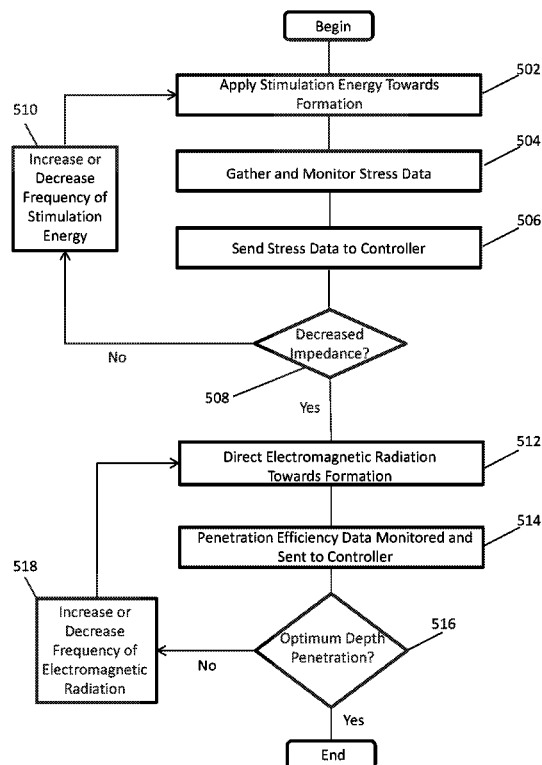 Begin
502
Apply Stimulation Energy Towards
Formation
510
504
Increase or
Decrease
Frequency of
Stimulation
Energy
Gather and Monitor Stress Data
506
Send Stress Data to Controller
Decreased
Impedance?
No
508
Yes
512
Direct Electromagnetic Radiation
Towards Formation
514
Penetration Efficiency Data Monitored and
Sent to Controller
518
Increase or
Decrease
Frequency of
Electromagnetic
Radiation
516
Optimum Depth
Penetration?
No
Yes
End